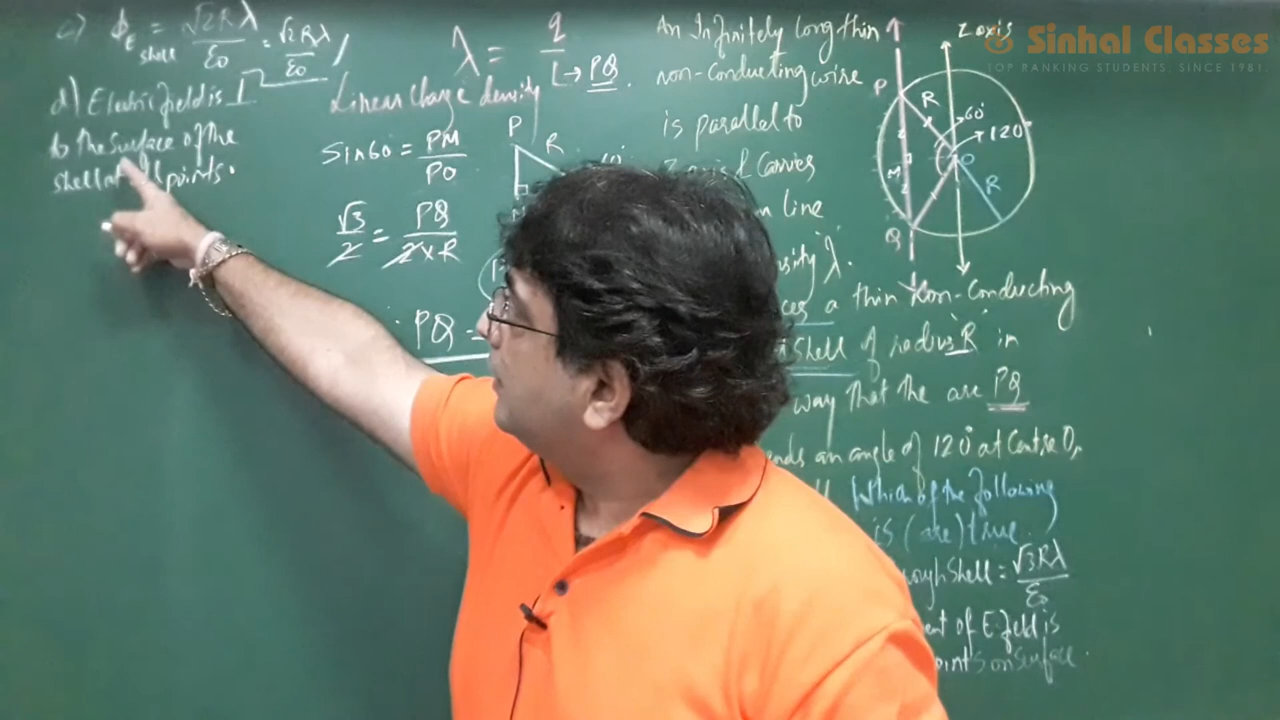 c) ΦE shell = √2Rλ/ε0 = √2Rλ/ε0
d) Electric field is ⊥
to the surface of the
shell at all points.
λ = q/L → PQ
Linear charge density
Sin60 = PM/PO
√3/2 = PQ/2×R
PQ =
P
R
An Infinitely long thin
non-conducting wire
is parallel to
Z axis & Carries
line
λ.
a thin Non-Conducting
Shell of radius R in
way that the arc PQ
an angle of 120° at Centre O,
Which of the following
is (are) true.
Shell = √3Rλ/ε0
of E-field is
on surface
Z axis
P
R
60°
120°
O
M
R
Q
Sinhal Classes
TOP RANKING STUDENTS, SINCE 1981